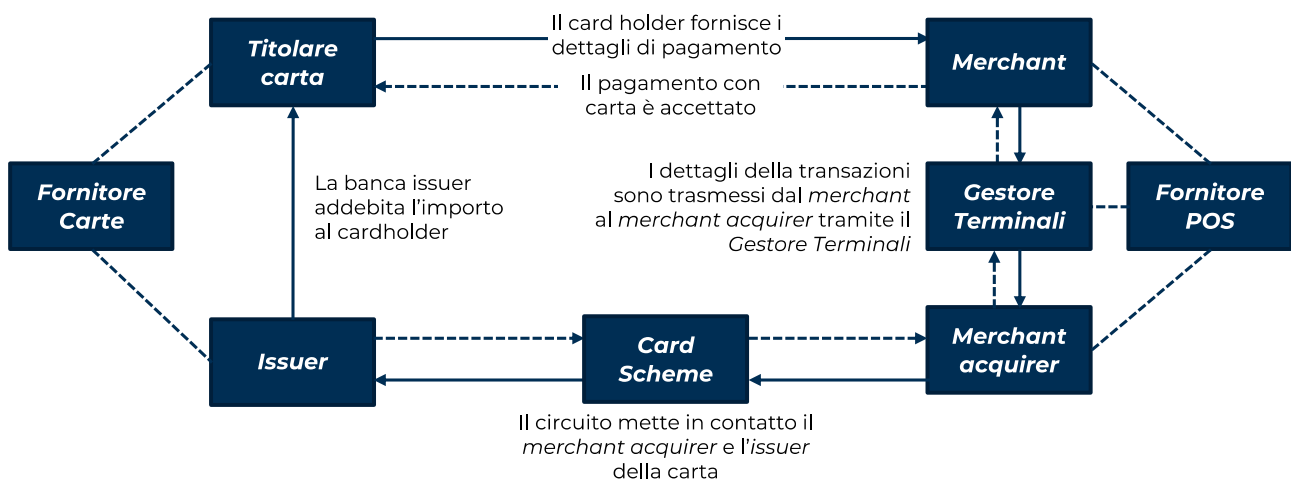 Titolare
carta
Il card holder fornisce i
dettagli di pagamento
Merchant
Il pagamento con
carta è accettato
Fornitore
Carte
La banca issuer
addebita l'importo
al cardholder
I dettagli della transazioni
sono trasmessi dal merchant
al merchant acquirer tramite il
Gestore Terminali
Gestore
Terminali
Fornitore
POS
Issuer
Card
Scheme
Merchant
acquirer
Il circuito mette in contatto il
merchant acquirer e l'issuer
della carta